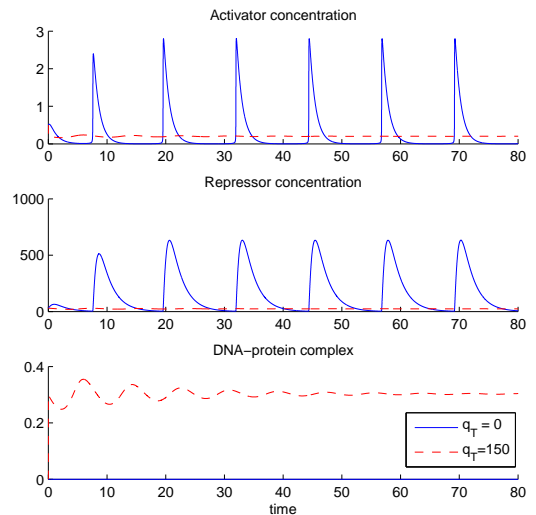 Activator concentration
3
2
1
0
0 10 20 30 40 50 60 70 80
Repressor concentration
1000
500
0
0 10 20 30 40 50 60 70 80
DNA−protein complex
0.4
0.2
0
0 10 20 30 40 50 60 70 80
time
q_T = 0
q_T=150